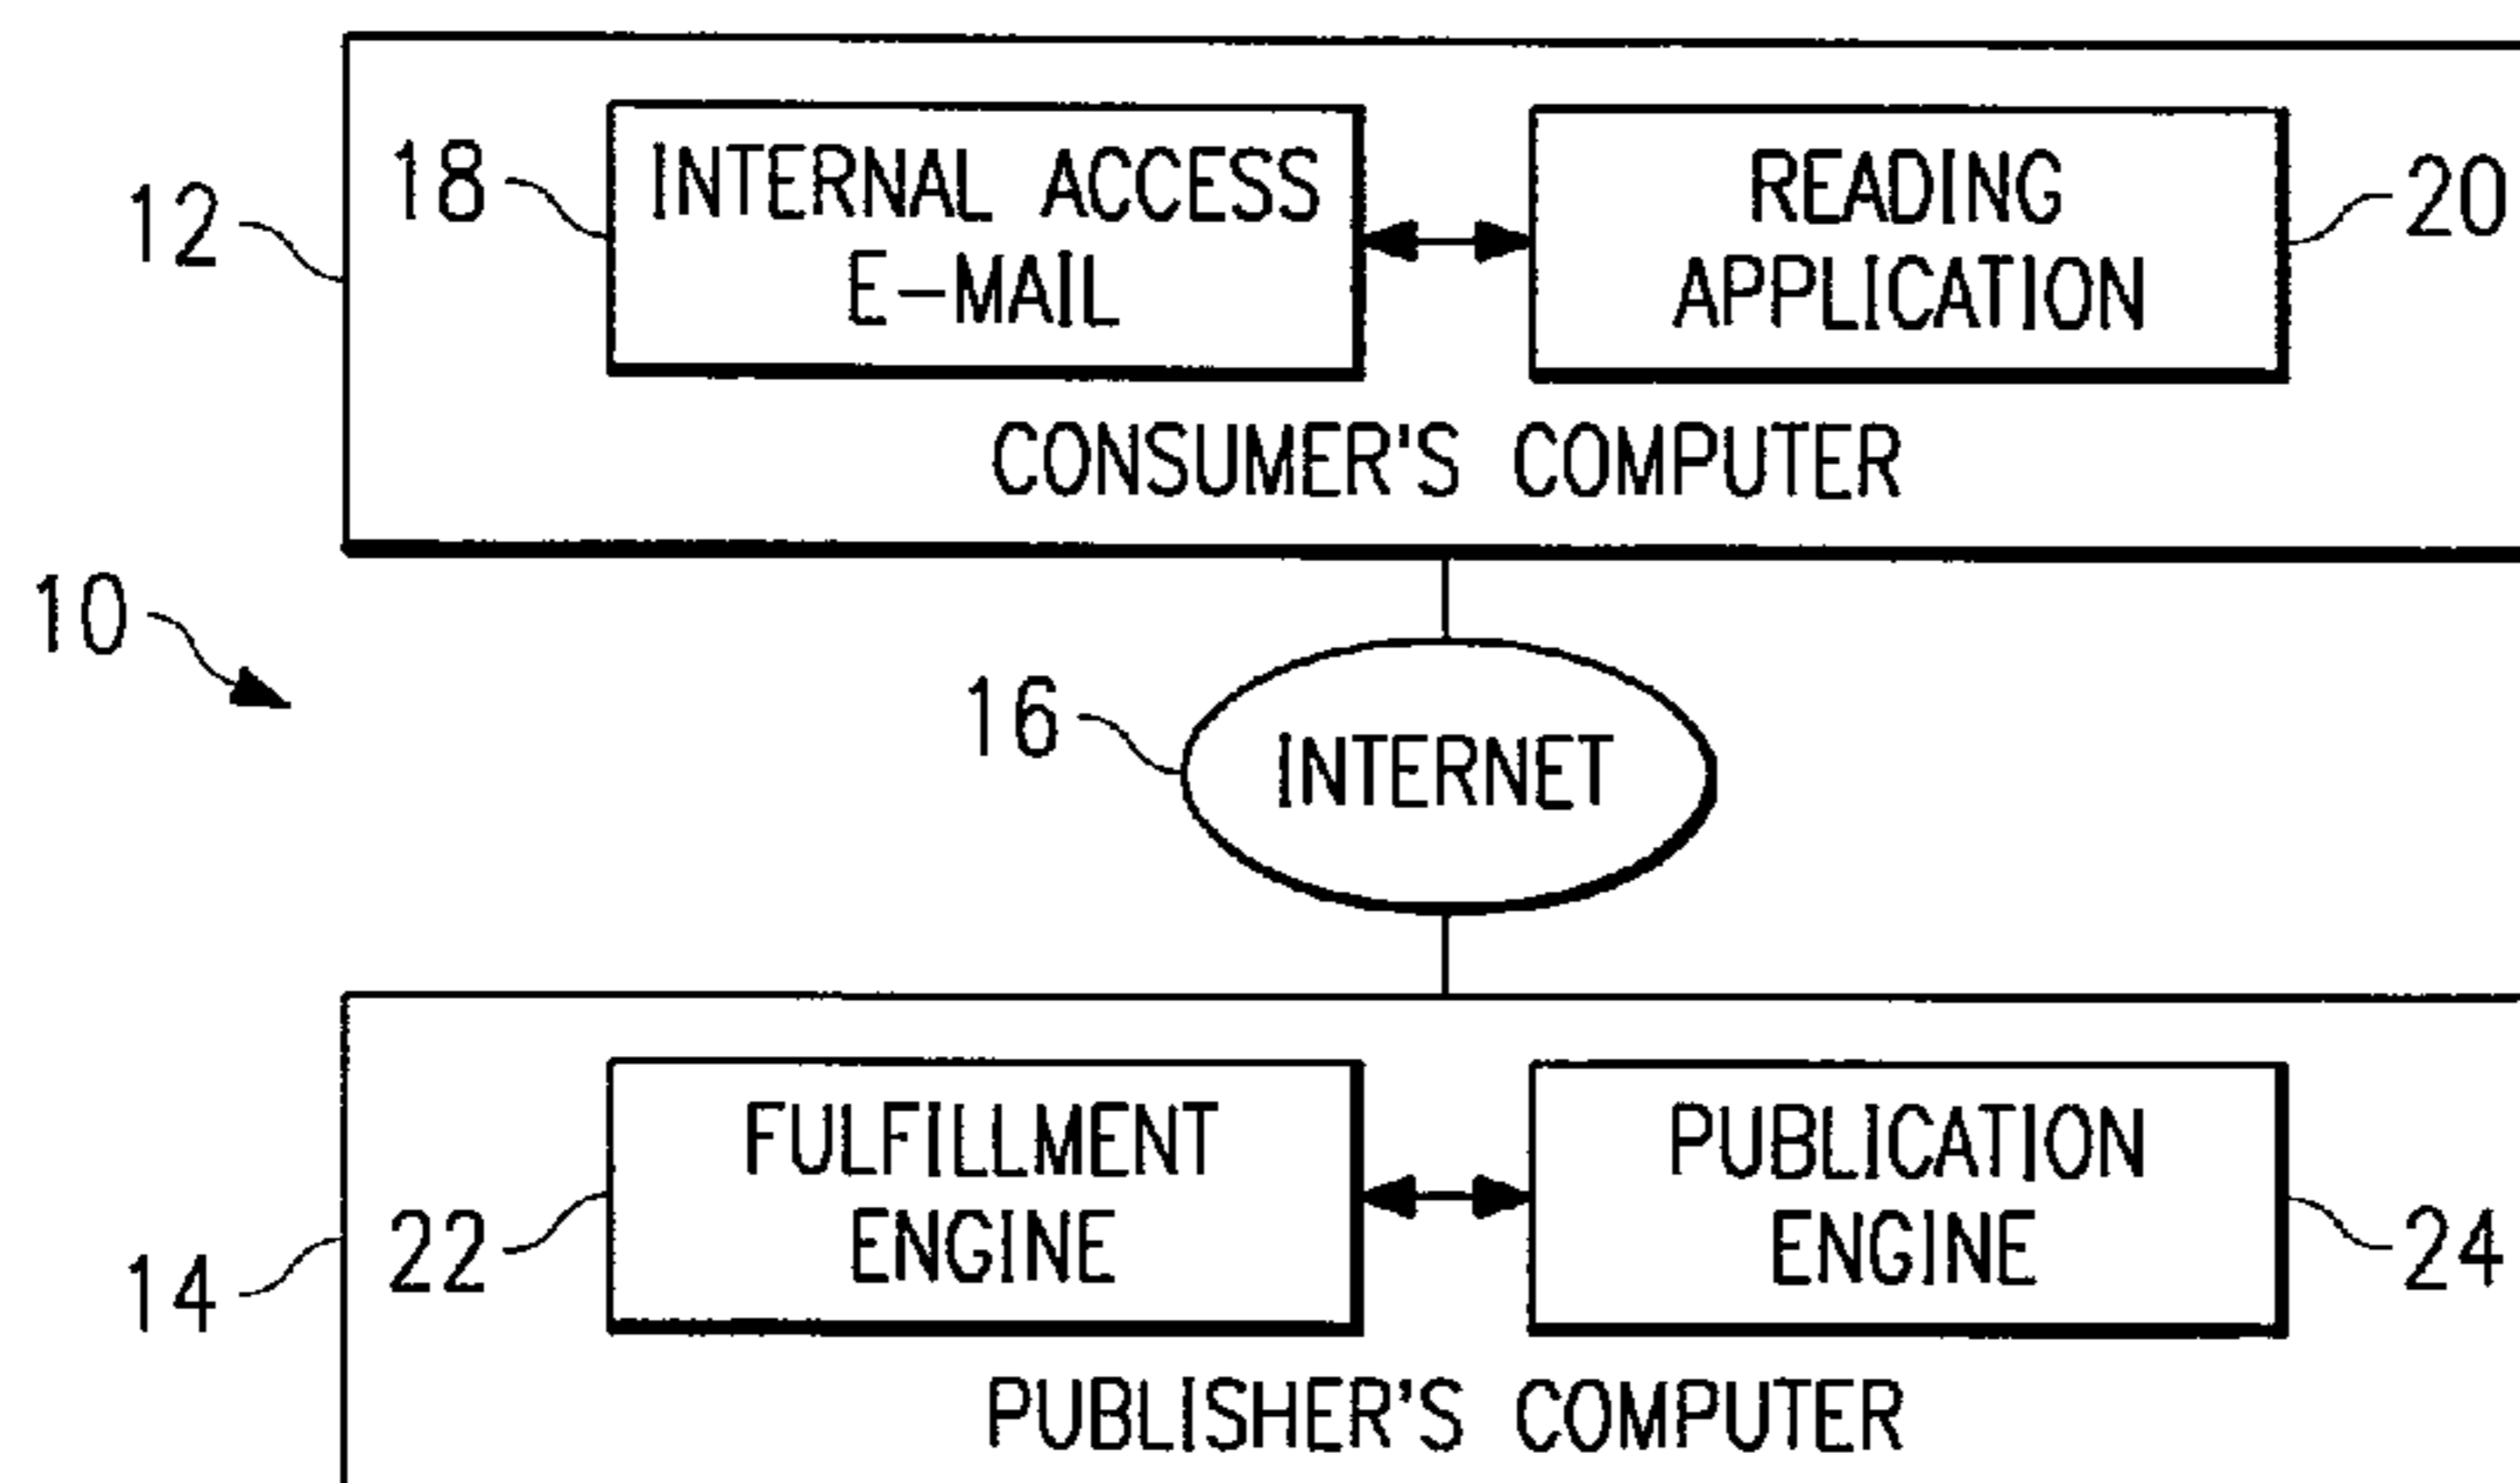 12
18
INTERNAL ACCESS
E-MAIL
READING
APPLICATION
20
CONSUMER'S COMPUTER
10
16
INTERNET
14
22
FULFILLMENT
ENGINE
PUBLICATION
ENGINE
24
PUBLISHER'S COMPUTER